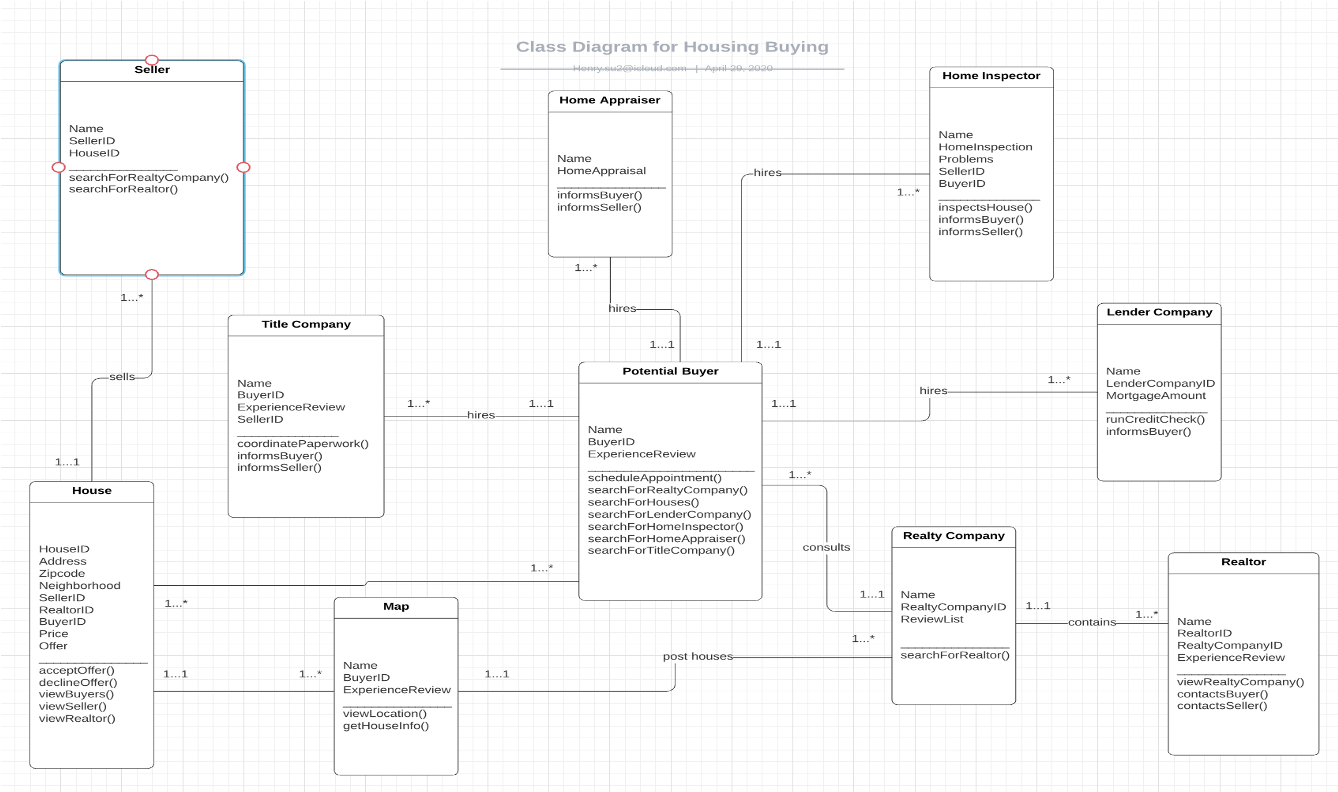 Class Diagram for Housing Buying
Henry.su2@icloud.com | April 29, 2020
Seller
Name
SellerID
HouseID
searchForRealtyCompany()
searchForRealtor()
1...*
sells
1...1
Home Appraiser
Name
HomeAppraisal
informsBuyer()
informsSeller()
1...*
hires
1...1
Home Inspector
Name
HomeInspection
Problems
SellerID
BuyerID
inspectsHouse()
informsBuyer()
informsSeller()
hires
1...*
1...1
Title Company
Name
BuyerID
ExperienceReview
SellerID
coordinatePaperwork()
informsBuyer()
informsSeller()
1...*
hires
1...1
Potential Buyer
Name
BuyerID
ExperienceReview
scheduleAppointment()
searchForRealtyCompany()
searchForHouses()
searchForLenderCompany()
searchForHomeInspector()
searchForHomeAppraiser()
searchForTitleCompany()
1...1
hires
1...*
Lender Company
Name
LenderCompanyID
MortgageAmount
runCreditCheck()
informsBuyer()
1...*
consults
1...1
House
HouseID
Address
Zipcode
Neighborhood
SellerID
RealtorID
BuyerID
Price
Offer
acceptOffer()
declineOffer()
viewBuyers()
viewSeller()
viewRealtor()
1...*
1...*
1...1
1...*
Map
Name
BuyerID
ExperienceReview
viewLocation()
getHouseInfo()
1...1
post houses
1...*
Realty Company
Name
RealtyCompanyID
ReviewList
searchForRealtor()
1...1
contains
1...*
Realtor
Name
RealtorID
RealtyCompanyID
ExperienceReview
viewRealtyCompany()
contactsBuyer()
contactsSeller()